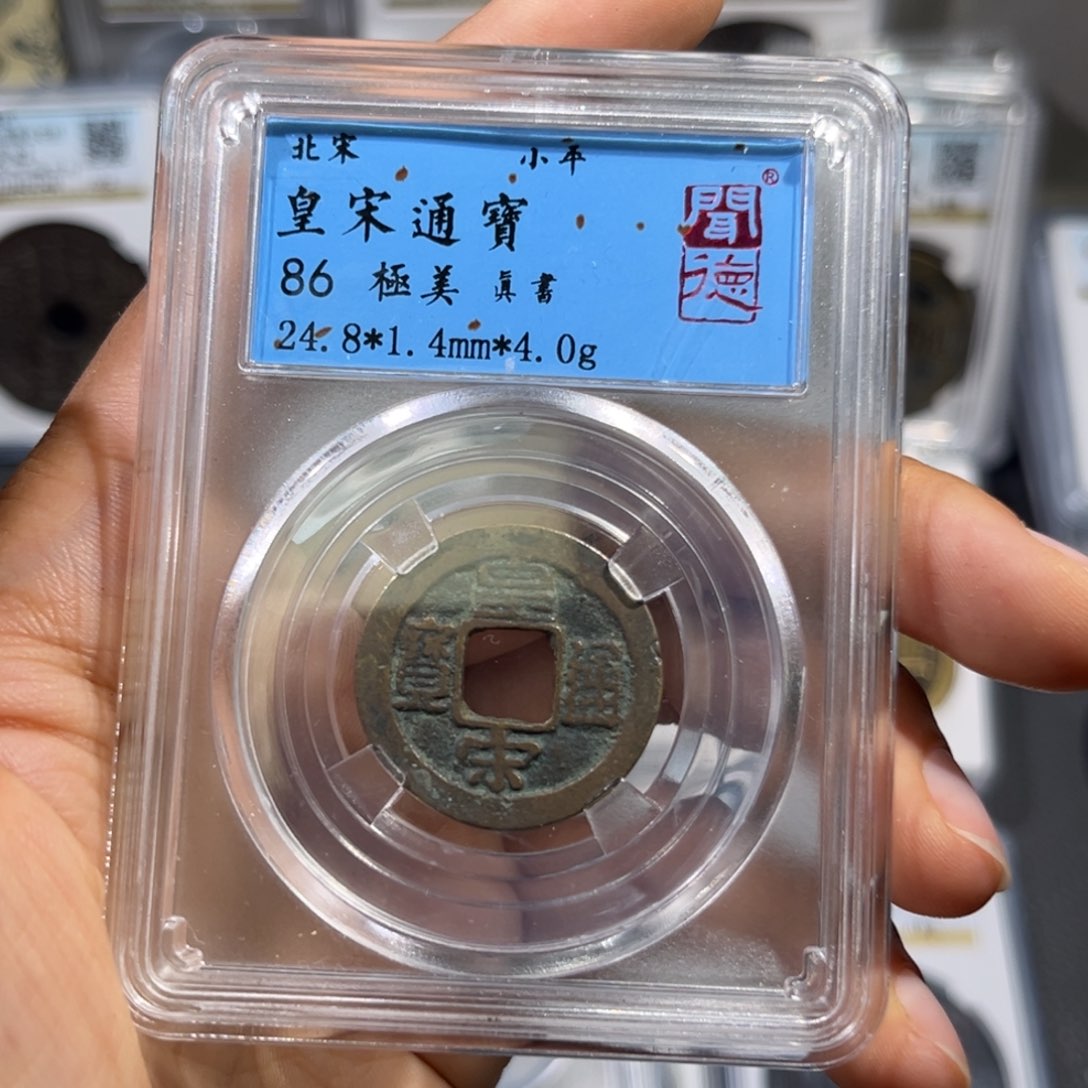 北宋 小平
皇宋通寶
86 極美 眞書
24.8*1.4mm*4.0g
聞德
®
皇宋通寶